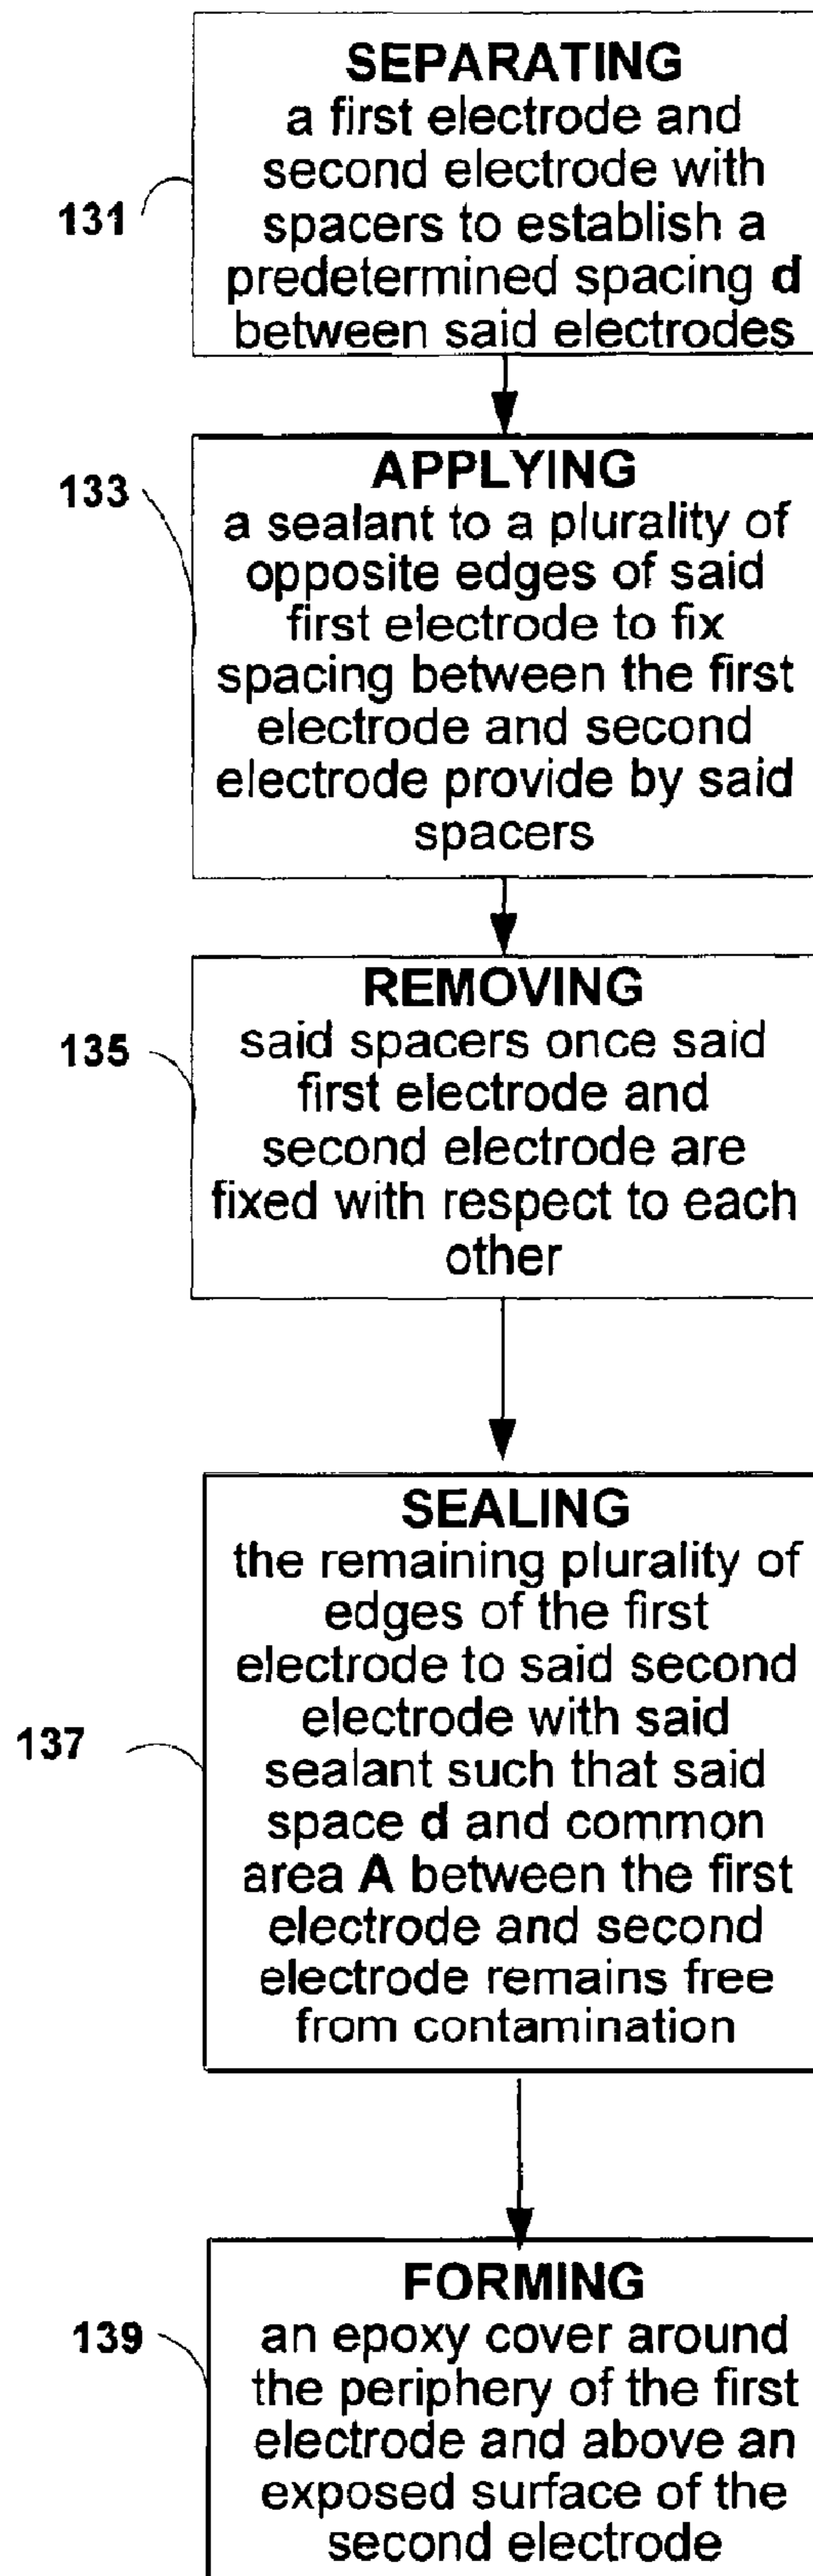 SEPARATING
a first electrode and
second electrode with
spacers to establish a
predetermined spacing d
between said electrodes
131
APPLYING
a sealant to a plurality of
opposite edges of said
first electrode to fix
spacing between the first
electrode and second
electrode provide by said
spacers
133
REMOVING
said spacers once said
first electrode and
second electrode are
fixed with respect to each
other
135
SEALING
the remaining plurality of
edges of the first
electrode to said second
electrode with said
sealant such that said
space d and common
area A between the first
electrode and second
electrode remains free
from contamination
137
FORMING
an epoxy cover around
the periphery of the first
electrode and above an
exposed surface of the
second electrode
139